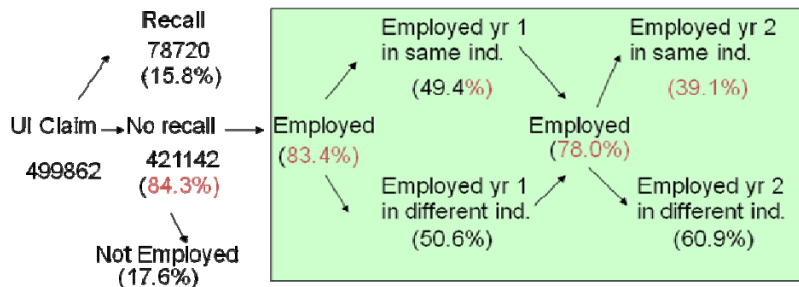 Recall
78720
(15.8%)
UI Claim
499862
No recall
421142
(84.3%)
Not Employed
(17.6%)
Employed
(83.4%)
Employed yr 1
in same ind.
(49.4%)
Employed yr 1
in different ind.
(50.6%)
Employed
(78.0%)
Employed yr 2
in same ind.
(39.1%)
Employed yr 2
in different ind.
(60.9%)